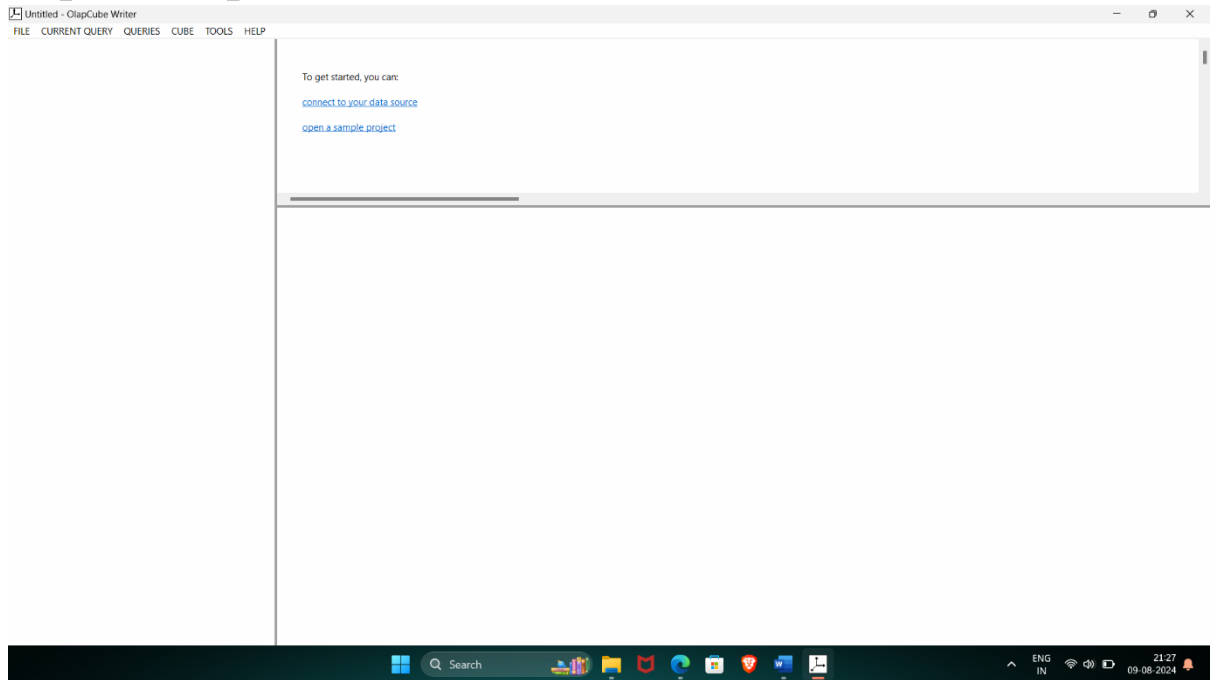 Untitled - OlapCube Writer
FILE CURRENT QUERY QUERIES CUBE TOOLS HELP
To get started, you can:
connect to your data source
open a sample project
Search
ENG
IN
21:27
09-08-2024